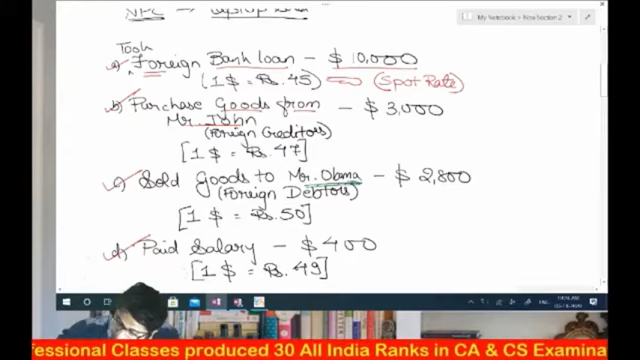 My Notebook > New Section 2
Took
a) Foreign Bank loan - $ 10,000
(1 $ = Rs. 45) (Spot Rate)
b) Purchase Goods from - $ 3,000
Mr. John
(Foreign Creditors)
[1 $ = Rs. 47]
c) Sold Goods to Mr. Obama - $ 2,800
(Foreign Debtors)
[1 $ = Rs. 50]
d) Paid Salary - $ 400
[1 $ = Rs. 49]
ENG
fessional Classes produced 30 All India Ranks in CA & CS Examina